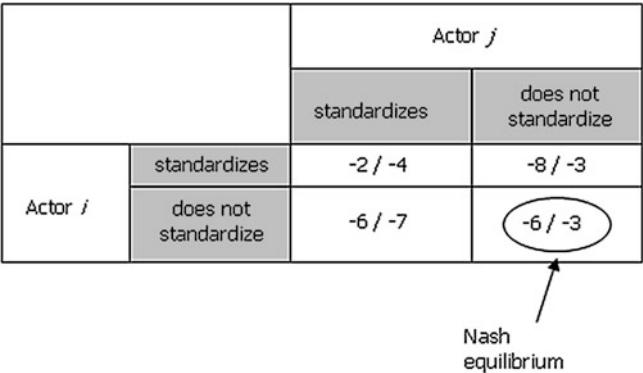 Actor j
standardizes
does not
standardize
Actor i
standardizes
-2 / -4
-8 / -3
does not
standardize
-6 / -7
-6 / -3
Nash
equilibrium